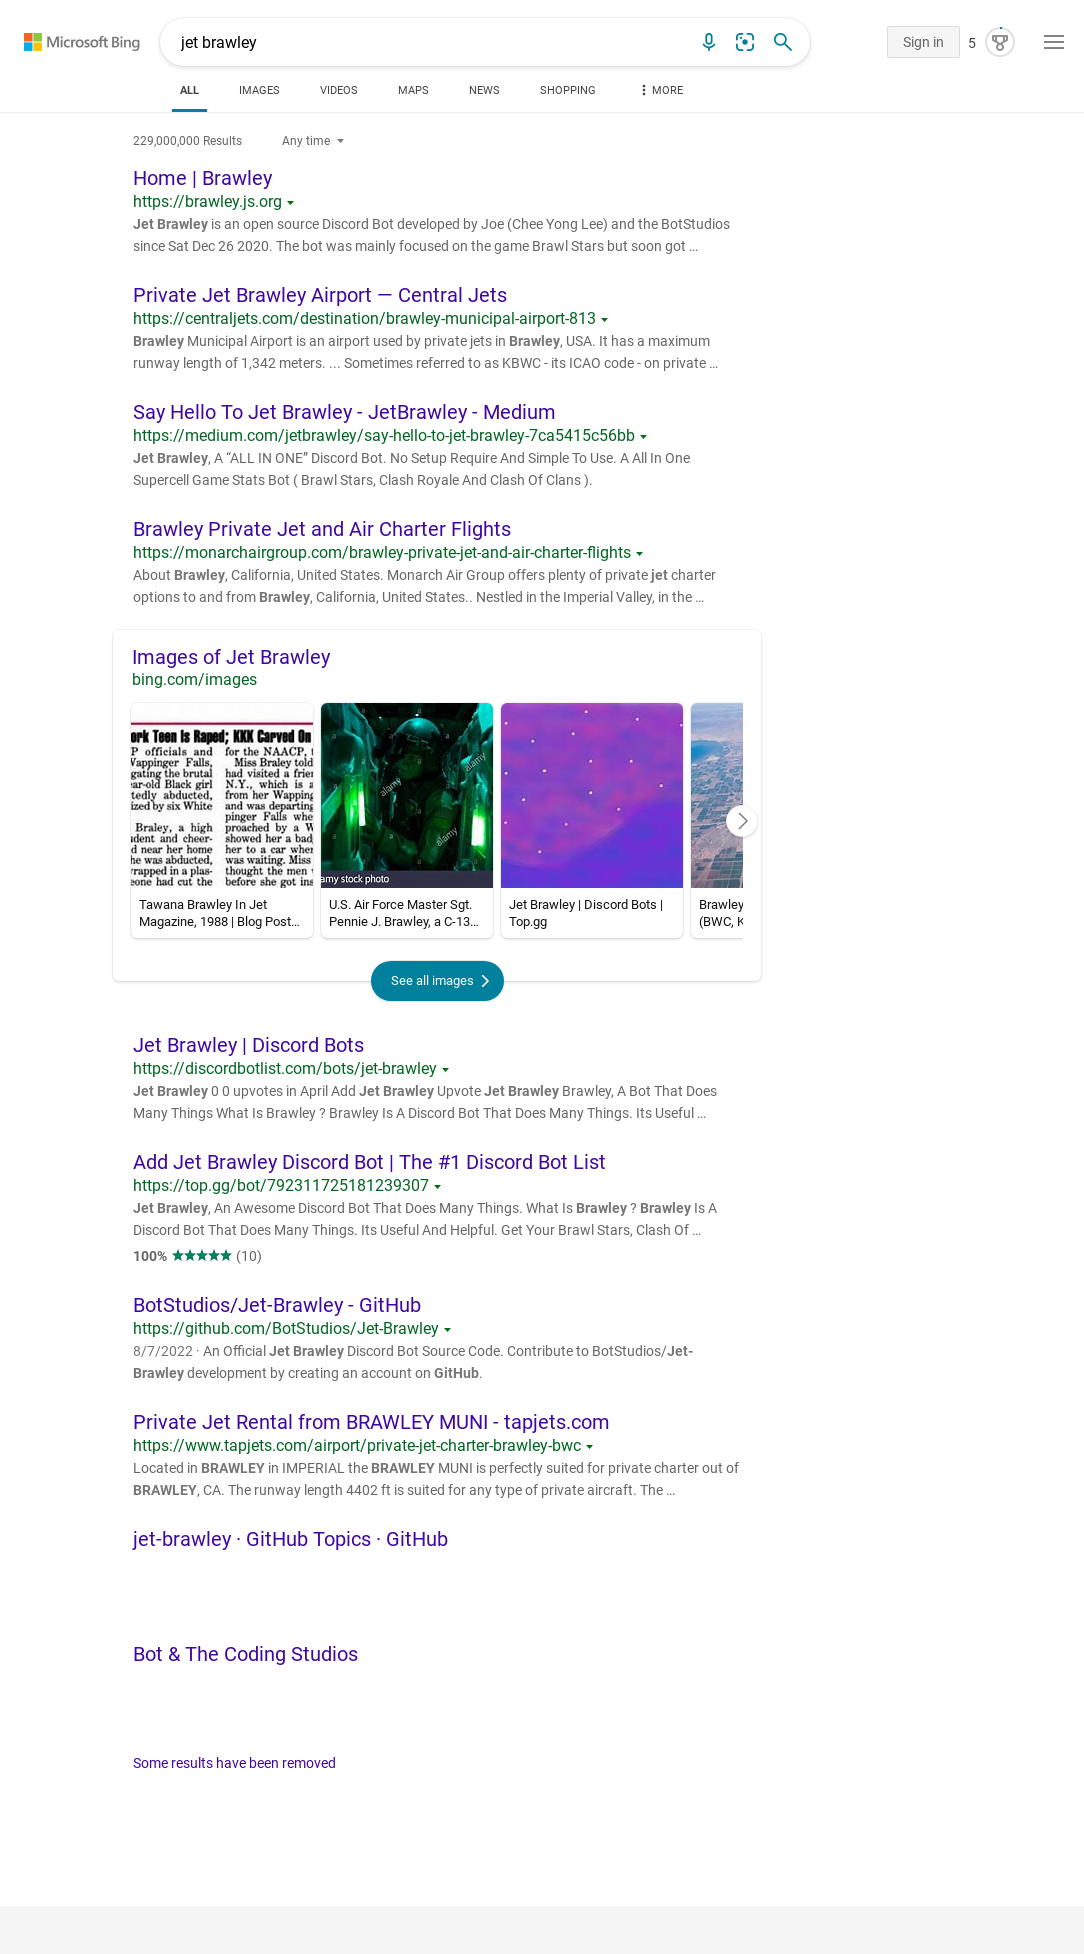 Microsoft Bing
jet brawley
Sign in
5
ALL
IMAGES
VIDEOS
MAPS
NEWS
SHOPPING
MORE
229,000,000 Results
Any time
Home | Brawley
https://brawley.js.org
Jet Brawley is an open source Discord Bot developed by Joe (Chee Yong Lee) and the BotStudios
since Sat Dec 26 2020. The bot was mainly focused on the game Brawl Stars but soon got …
Private Jet Brawley Airport — Central Jets
https://centraljets.com/destination/brawley-municipal-airport-813
Brawley Municipal Airport is an airport used by private jets in Brawley, USA. It has a maximum
runway length of 1,342 meters. ... Sometimes referred to as KBWC - its ICAO code - on private …
Say Hello To Jet Brawley - JetBrawley - Medium
https://medium.com/jetbrawley/say-hello-to-jet-brawley-7ca5415c56bb
Jet Brawley, A “ALL IN ONE” Discord Bot. No Setup Require And Simple To Use. A All In One
Supercell Game Stats Bot ( Brawl Stars, Clash Royale And Clash Of Clans ).
Brawley Private Jet and Air Charter Flights
https://monarchairgroup.com/brawley-private-jet-and-air-charter-flights
About Brawley, California, United States. Monarch Air Group offers plenty of private jet charter
options to and from Brawley, California, United States.. Nestled in the Imperial Valley, in the …
Images of Jet Brawley
bing.com/images
ork Teen Is Raped; KKK Carved On
P officials and
Wappinger Falls,
gating the brutal
ear-old Black girl
tedly abducted,
ized by six White
Braley, a high
dent and cheer-
d near her home
he was abducted,
rapped in a plas-
eone had cut the
for the NAACP, t
Miss Braley told
had visited a frie
N.Y., which is a
from her Wapping
and was departing
pinger Falls whe
proached by a W
showed her a bad
her to a car wher
was waiting. Miss
thought the men
before she got ins
alamy
alamy
alamy
amy stock photo
Tawana Brawley In Jet
Magazine, 1988 | Blog Post…
U.S. Air Force Master Sgt.
Pennie J. Brawley, a C-13…
Jet Brawley | Discord Bots |
Top.gg
Brawley
(BWC, K
See all images
Jet Brawley | Discord Bots
https://discordbotlist.com/bots/jet-brawley
Jet Brawley 0 0 upvotes in April Add Jet Brawley Upvote Jet Brawley Brawley, A Bot That Does
Many Things What Is Brawley ? Brawley Is A Discord Bot That Does Many Things. Its Useful …
Add Jet Brawley Discord Bot | The #1 Discord Bot List
https://top.gg/bot/792311725181239307
Jet Brawley, An Awesome Discord Bot That Does Many Things. What Is Brawley ? Brawley Is A
Discord Bot That Does Many Things. Its Useful And Helpful. Get Your Brawl Stars, Clash Of …
100% ★★★★★ (10)
BotStudios/Jet-Brawley - GitHub
https://github.com/BotStudios/Jet-Brawley
8/7/2022 · An Official Jet Brawley Discord Bot Source Code. Contribute to BotStudios/Jet-
Brawley development by creating an account on GitHub.
Private Jet Rental from BRAWLEY MUNI - tapjets.com
https://www.tapjets.com/airport/private-jet-charter-brawley-bwc
Located in BRAWLEY in IMPERIAL the BRAWLEY MUNI is perfectly suited for private charter out of
BRAWLEY, CA. The runway length 4402 ft is suited for any type of private aircraft. The …
jet-brawley · GitHub Topics · GitHub
Bot & The Coding Studios
Some results have been removed